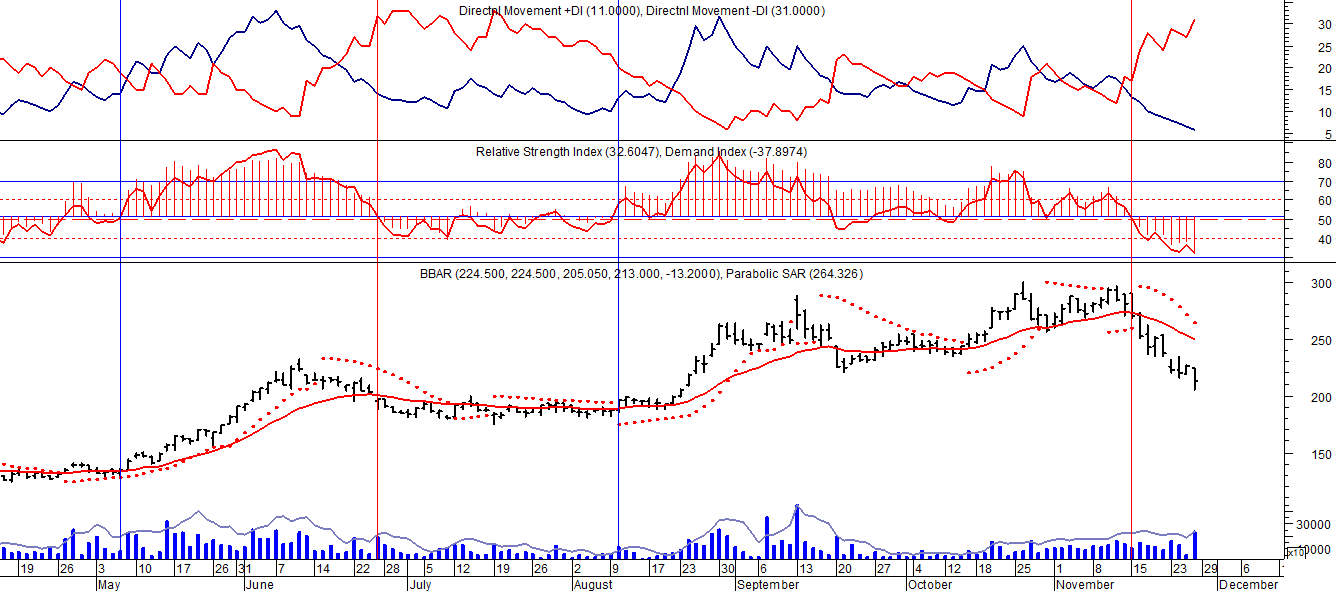 Directnl Movement +DI (11.0000), Directnl Movement -DI (31.0000)
30
25
20
15
10
5
Relative Strength Index (32.6047), Demand Index (-37.8974)
80
70
60
50
40
BBAR (224.500, 224.500, 205.050, 213.000, -13.2000), Parabolic SAR (264.326)
300
250
200
150
30000
10000
x10
19 26 3 10 17 26 31 7 14 22 28 5 12 19 26 2 9 17 23 30 6 13 20 27 4 12 18 25 1 8 15 23 29 6
May June July August September October November December